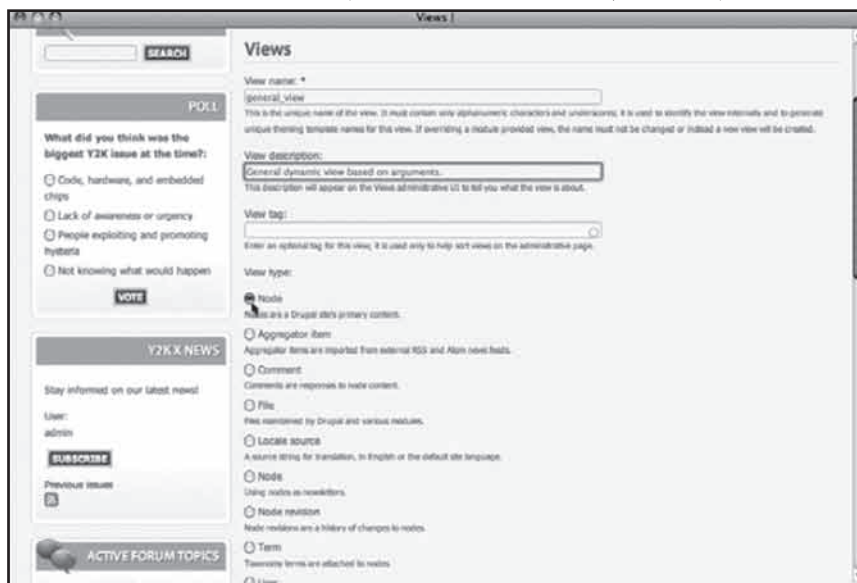 Views |
SEARCH
POLL
What did you think was the
biggest Y2K issue at the time?:
Code, hardware, and embedded
chips
Lack of awareness or urgency
People exploiting and promoting
hysteria
Not knowing what would happen
VOTE
Y2KX NEWS
Stay informed on our latest news!
User:
admin
SUBSCRIBE
Previous issues
ACTIVE FORUM TOPICS
Views
View name: *
general_view
This is the unique name of the view. It must contain only alphanumeric characters and underscores; it is used to identify the view internally and to generate
unique theming template names for this view. If overriding a module provided view, the name must not be changed or instead a new view will be created.
View description:
General dynamic view based on arguments.
This description will appear on the Views administrative UI to tell you what the view is about.
View tag:
Enter an optional tag for this view; it is used only to help sort views on the administrative page.
View type:
Node
Nodes are a Drupal site's primary content.
Aggregator item
Aggregator items are imported from external RSS and Atom news feeds.
Comment
Comments are responses to node content.
File
Files maintained by Drupal and various modules.
Locale source
A source string for translation, in English or the default site language.
Node
Using nodes as newsletters.
Node revision
Node revisions are a history of changes to nodes.
Term
Taxonomy terms are attached to nodes.
User